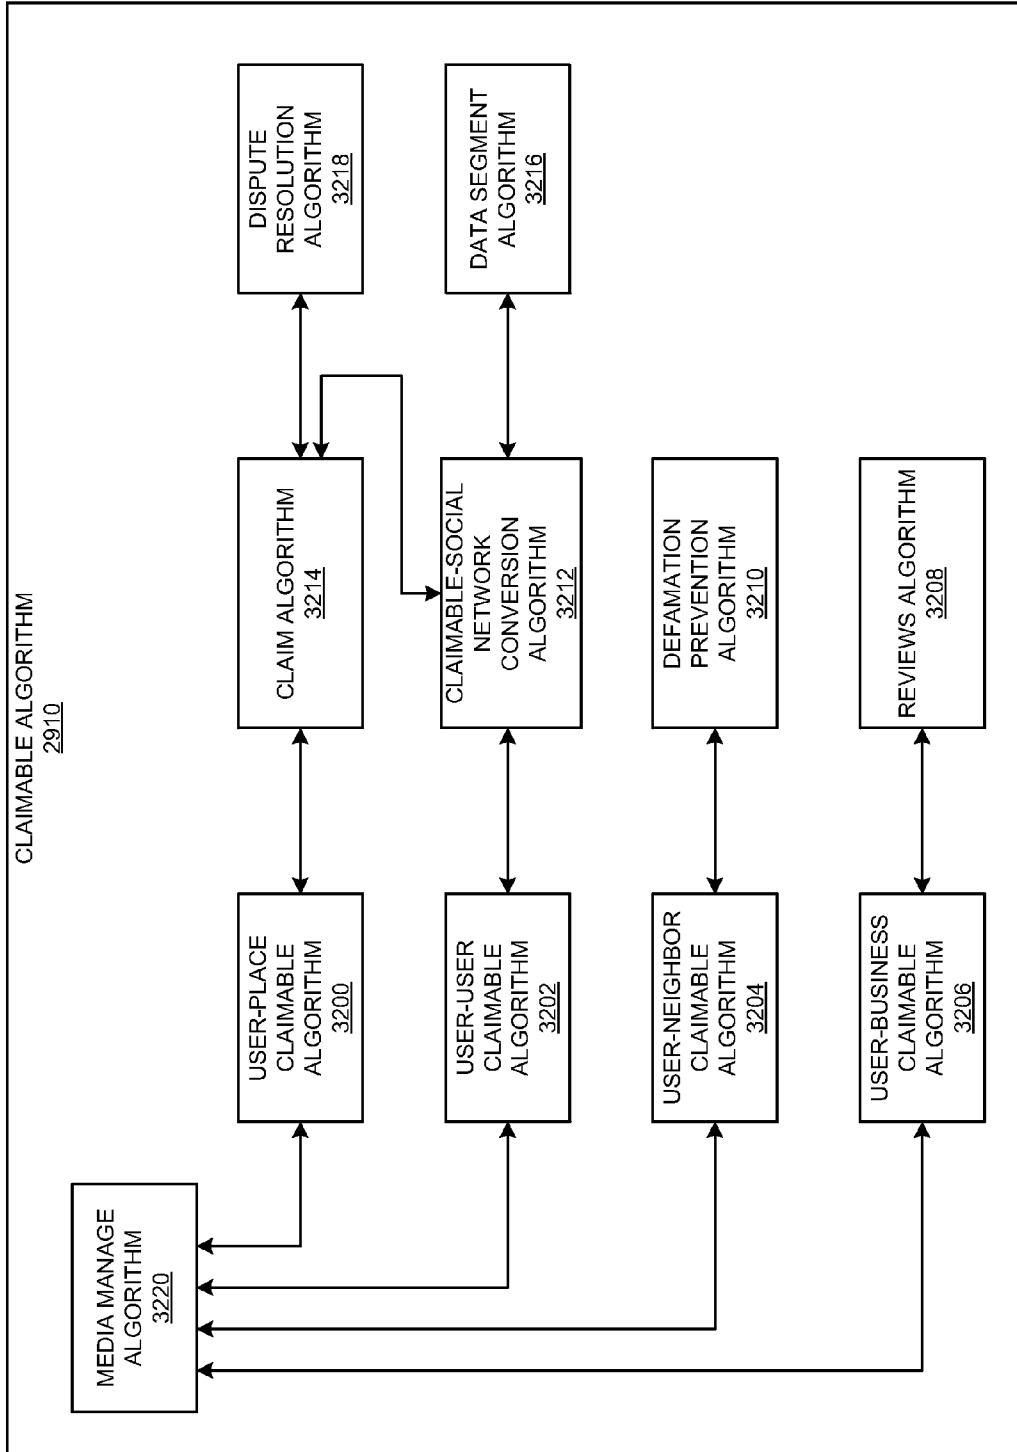 CLAIMABLE ALGORITHM
2910
MEDIA MANAGE
ALGORITHM
3220
USER-PLACE
CLAIMABLE
ALGORITHM
3200
CLAIM ALGORITHM
3214
DISPUTE
RESOLUTION
ALGORITHM
3218
USER-USER
CLAIMABLE
ALGORITHM
3202
CLAIMABLE-SOCIAL
NETWORK
CONVERSION
ALGORITHM
3212
DATA SEGMENT
ALGORITHM
3216
USER-NEIGHBOR
CLAIMABLE
ALGORITHM
3204
DEFAMATION
PREVENTION
ALGORITHM
3210
USER-BUSINESS
CLAIMABLE
ALGORITHM
3206
REVIEWS ALGORITHM
3208